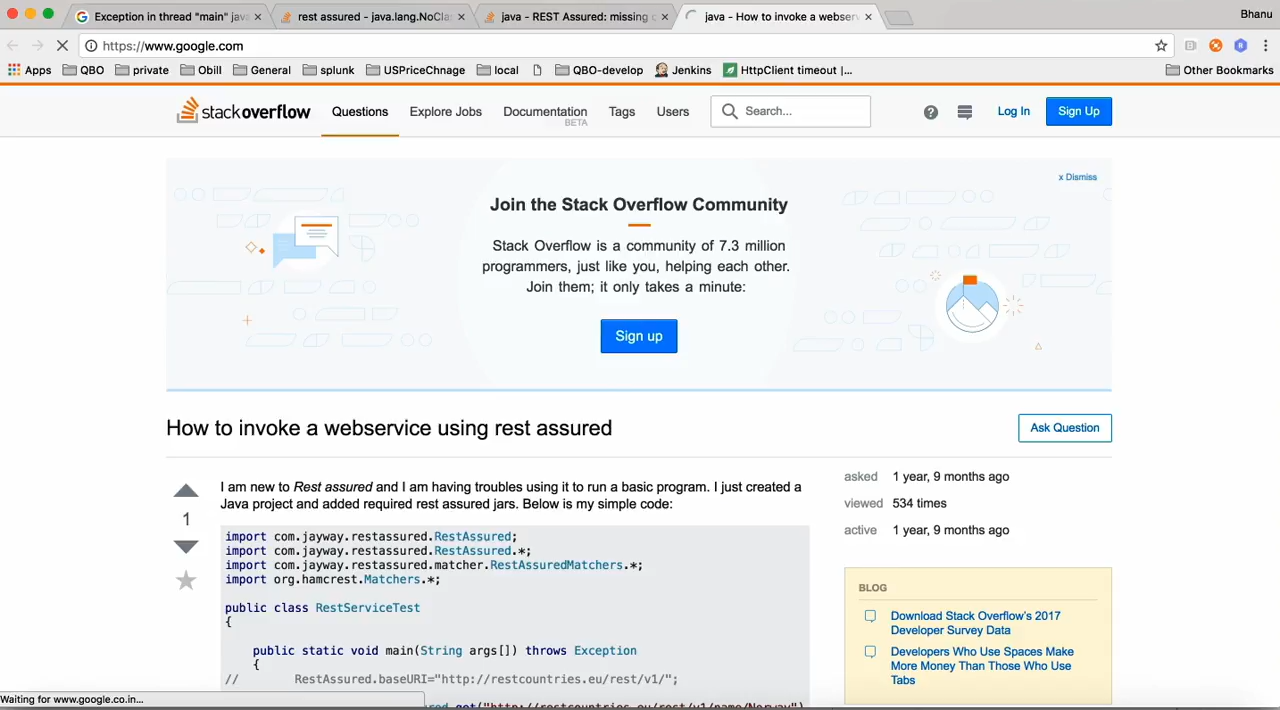 Exception in thread "main" java
rest assured - java.lang.NoCla
java - REST Assured: missing
java - How to invoke a webser
Bhanu
https://www.google.com
Apps QBO private Obill General splunk USPriceChnage local QBO-develop Jenkins HttpClient timeout |... Other Bookmarks
stackoverflow Questions Explore Jobs Documentation Tags Users Search... Log In Sign Up
BETA
x Dismiss
Join the Stack Overflow Community
Stack Overflow is a community of 7.3 million
programmers, just like you, helping each other.
Join them; it only takes a minute:
Sign up
How to invoke a webservice using rest assured
Ask Question
I am new to Rest assured and I am having troubles using it to run a basic program. I just created a
Java project and added required rest assured jars. Below is my simple code:
1
import com.jayway.restassured.RestAssured;
import com.jayway.restassured.RestAssured.*;
import com.jayway.restassured.matcher.RestAssuredMatchers.*;
import org.hamcrest.Matchers.*;
public class RestServiceTest
{
public static void main(String args[]) throws Exception
{
// RestAssured.baseURI="http://restcountries.eu/rest/v1/";
ured.get("http://restcountries.eu/rest/v1/name/Norway")
asked 1 year, 9 months ago
viewed 534 times
active 1 year, 9 months ago
BLOG
Download Stack Overflow's 2017
Developer Survey Data
Developers Who Use Spaces Make
More Money Than Those Who Use
Tabs
Waiting for www.google.co.in...